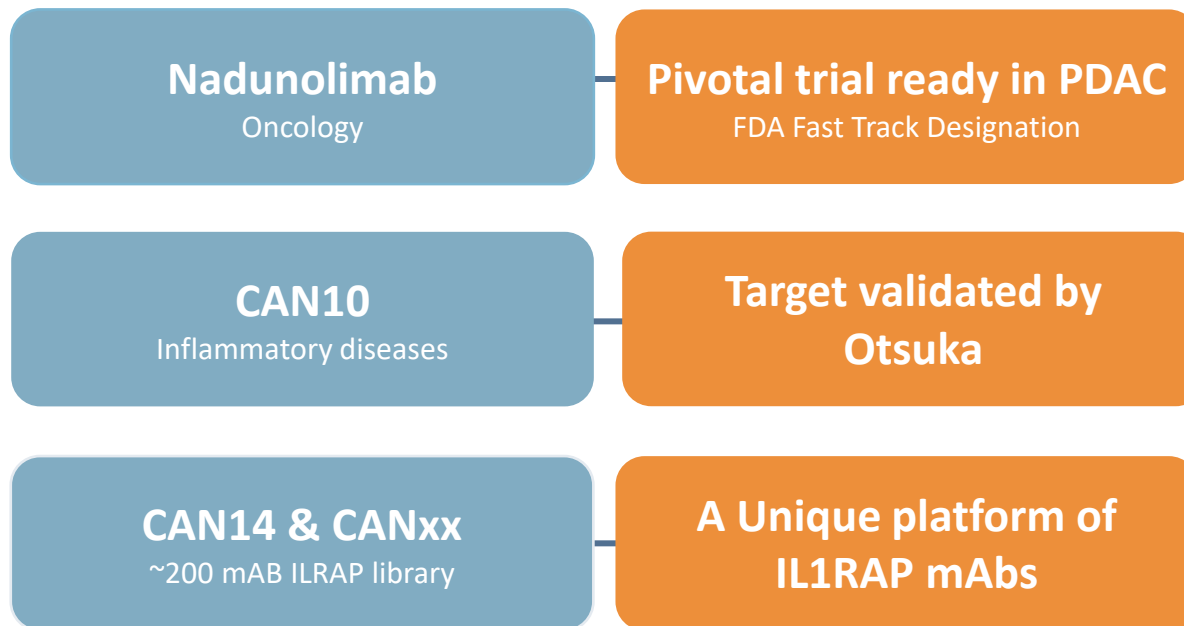 Nadunolimab
Oncology
Pivotal trial ready in PDAC
FDA Fast Track Designation
CAN10
Inflammatory diseases
Target validated by
Otsuka
CAN14 & CANxx
~200 mAB ILRAP library
A Unique platform of
IL1RAP mAbs